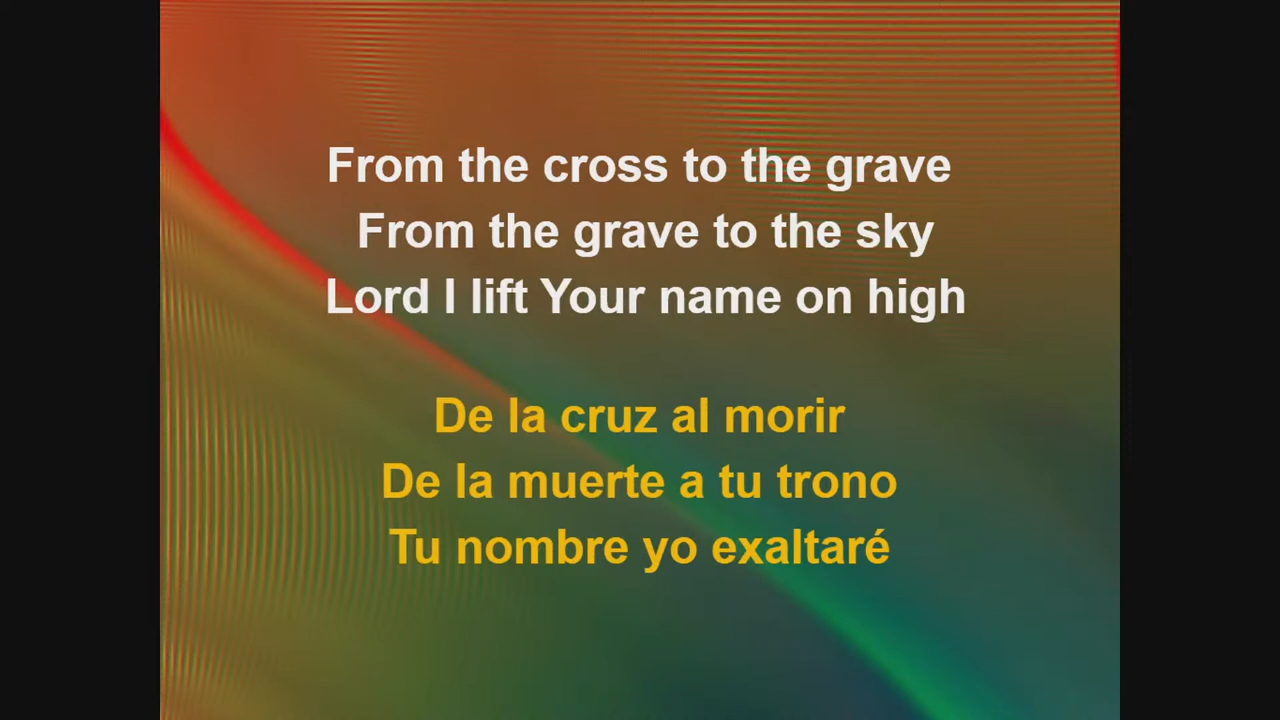 From the cross to the grave
From the grave to the sky
Lord I lift Your name on high
De la cruz al morir
De la muerte a tu trono
Tu nombre yo exaltaré